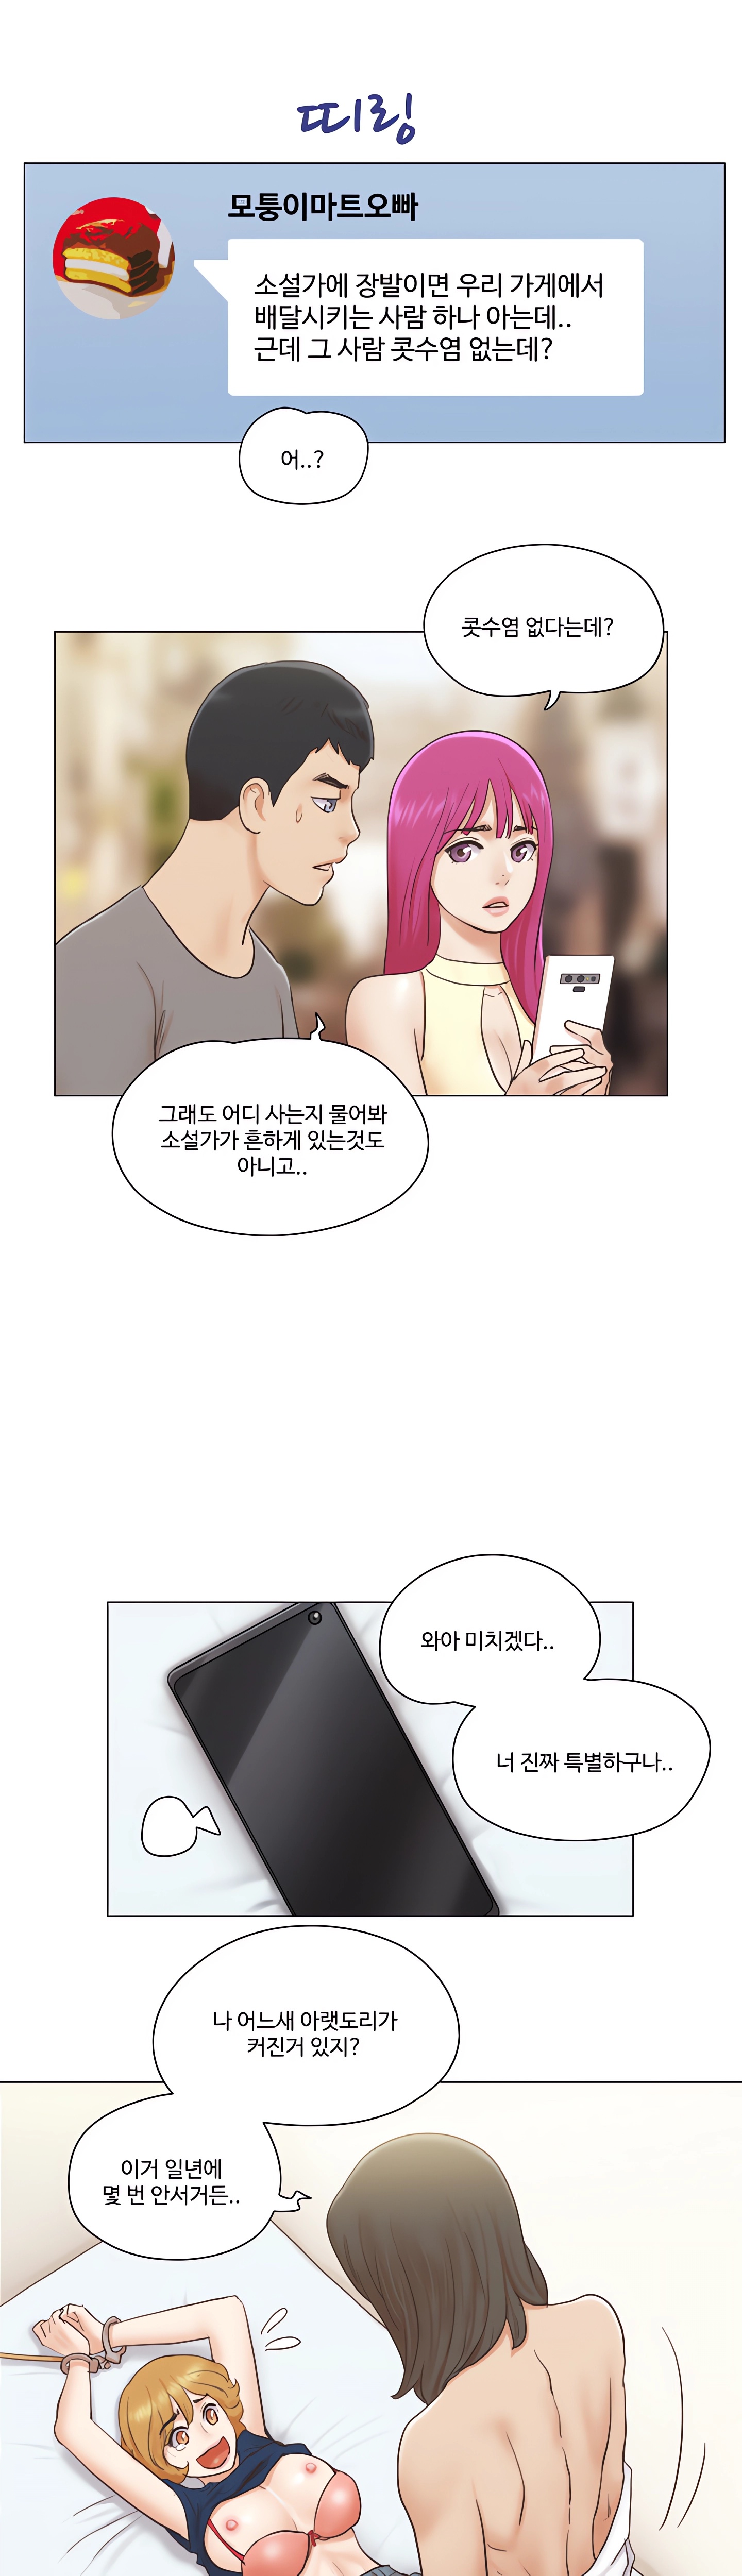 띠링
모퉁이마트오빠
소설가에 장발이면 우리 가게에서
배달시키는 사람 하나 아는데..
근데 그 사람 콧수염 없는데?
어..?
콧수염 없다는데?
그래도 어디 사는지 물어봐
소설가가 흔하게 있는것도
아니고..
와아 미치겠다..
너 진짜 특별하구나..
나 어느새 아랫도리가
커진거 있지?
이거 일년에
몇 번 안서거든..